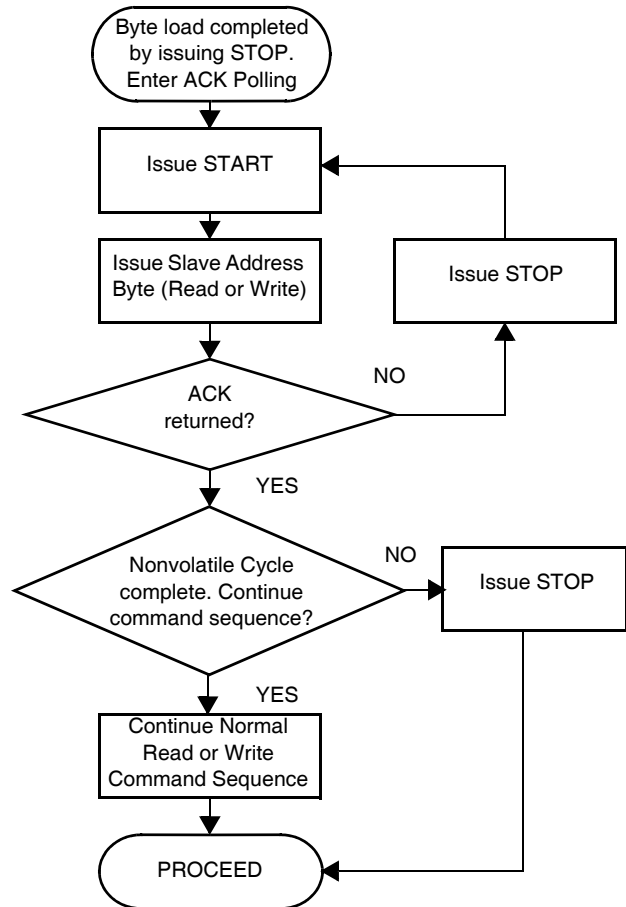 Byte load completed
by issuing STOP.
Enter ACK Polling
Issue START
Issue Slave Address
Byte (Read or Write)
Issue STOP
ACK
returned?
NO
YES
Nonvolatile Cycle
complete. Continue
command sequence?
NO
Issue STOP
YES
Continue Normal
Read or Write
Command Sequence
PROCEED